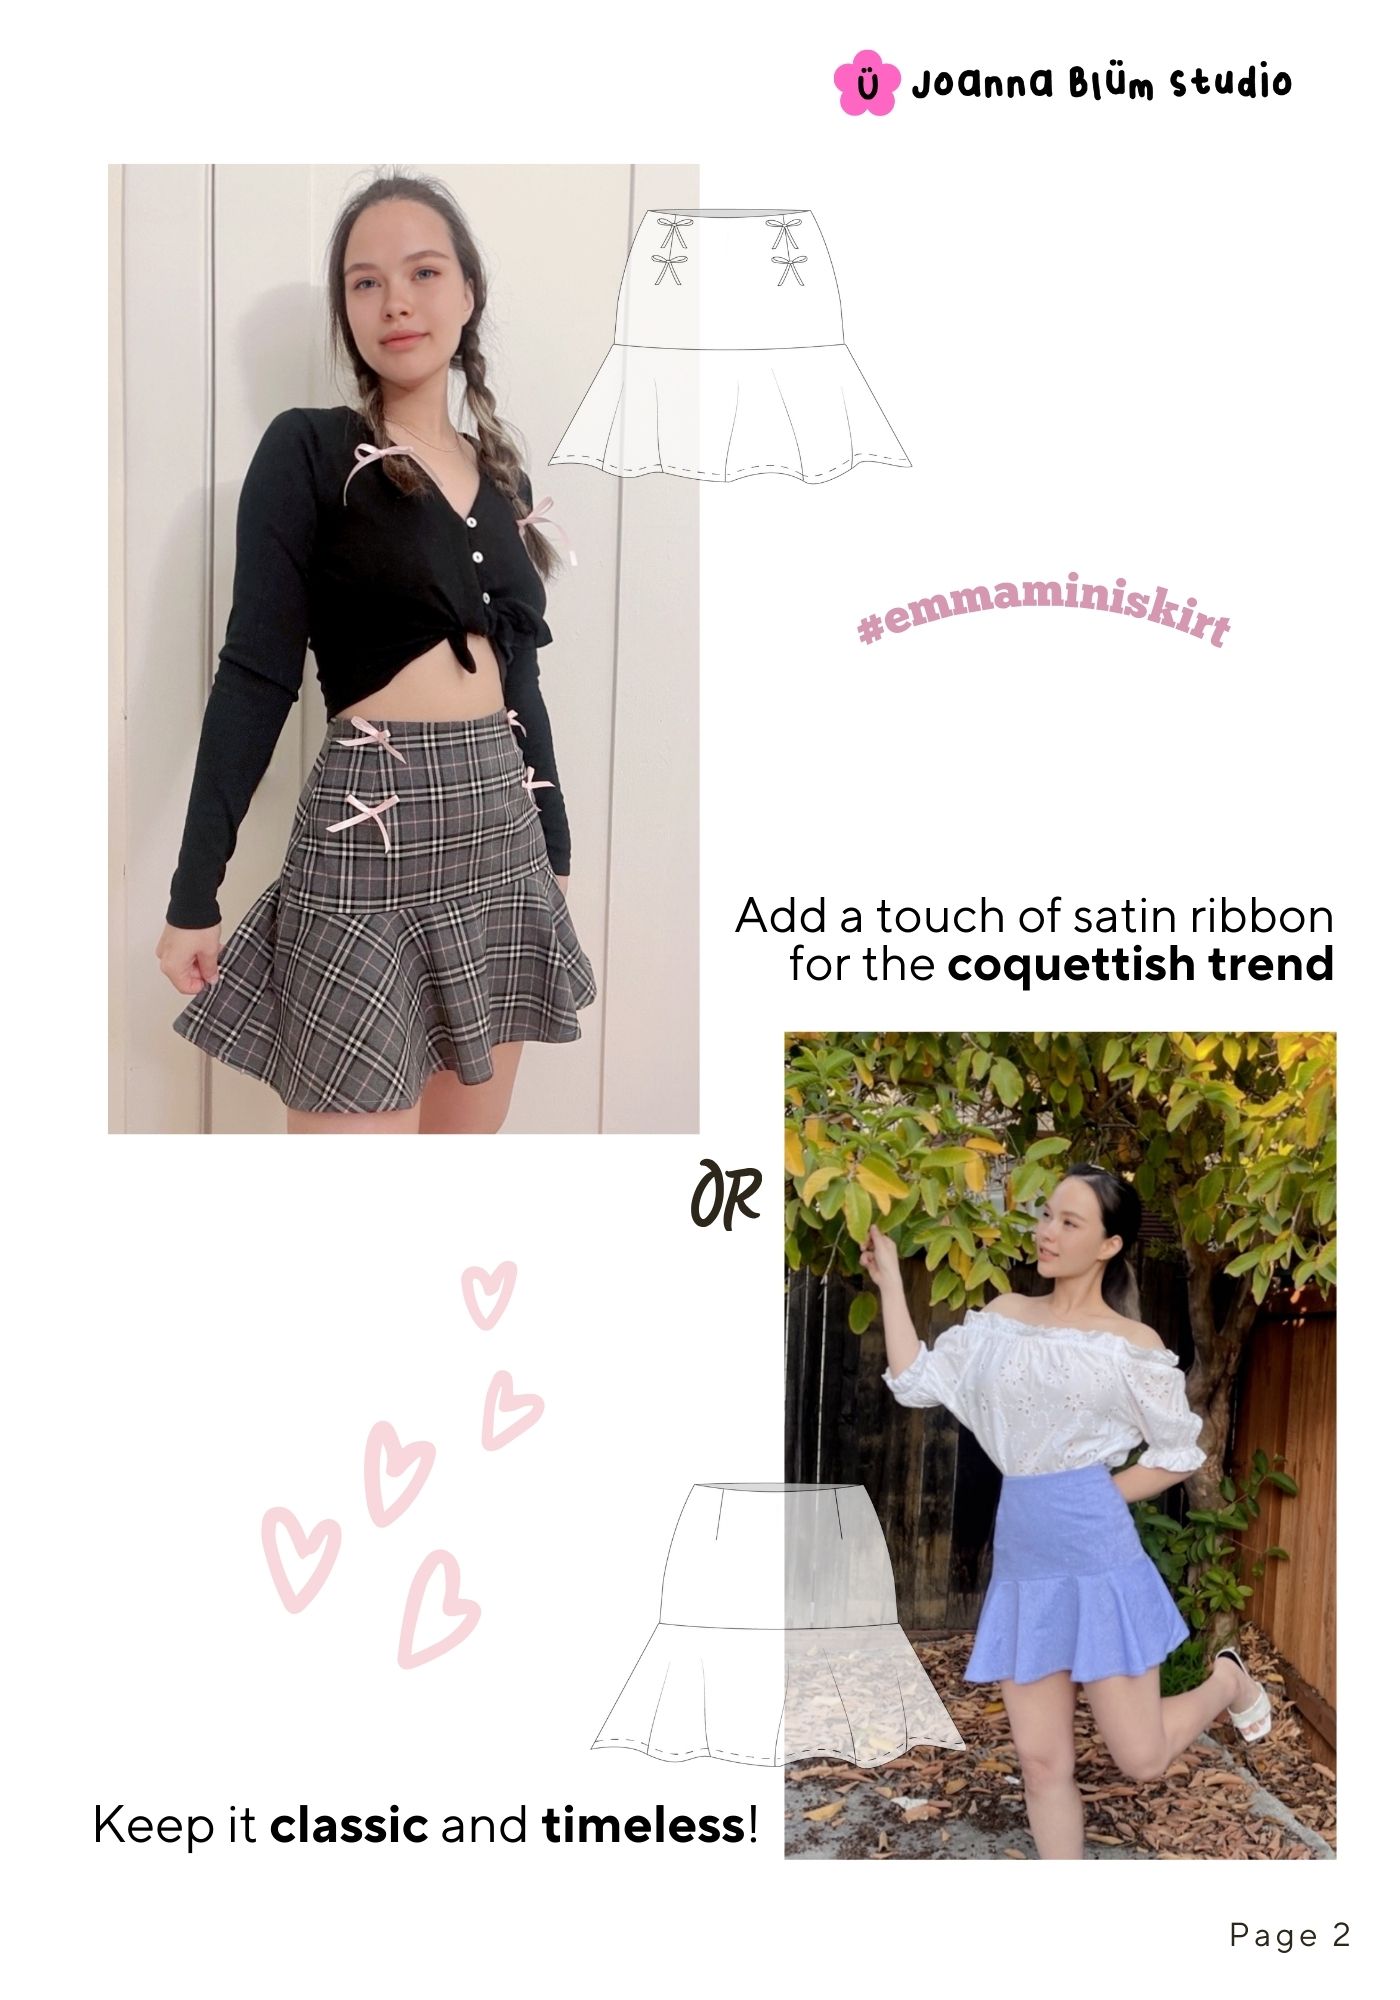 Ü Joanna Blüm Studio
#emmaminiskirt
Add a touch of satin ribbon
for the coquettish trend
OR
Keep it classic and timeless!
Page 2